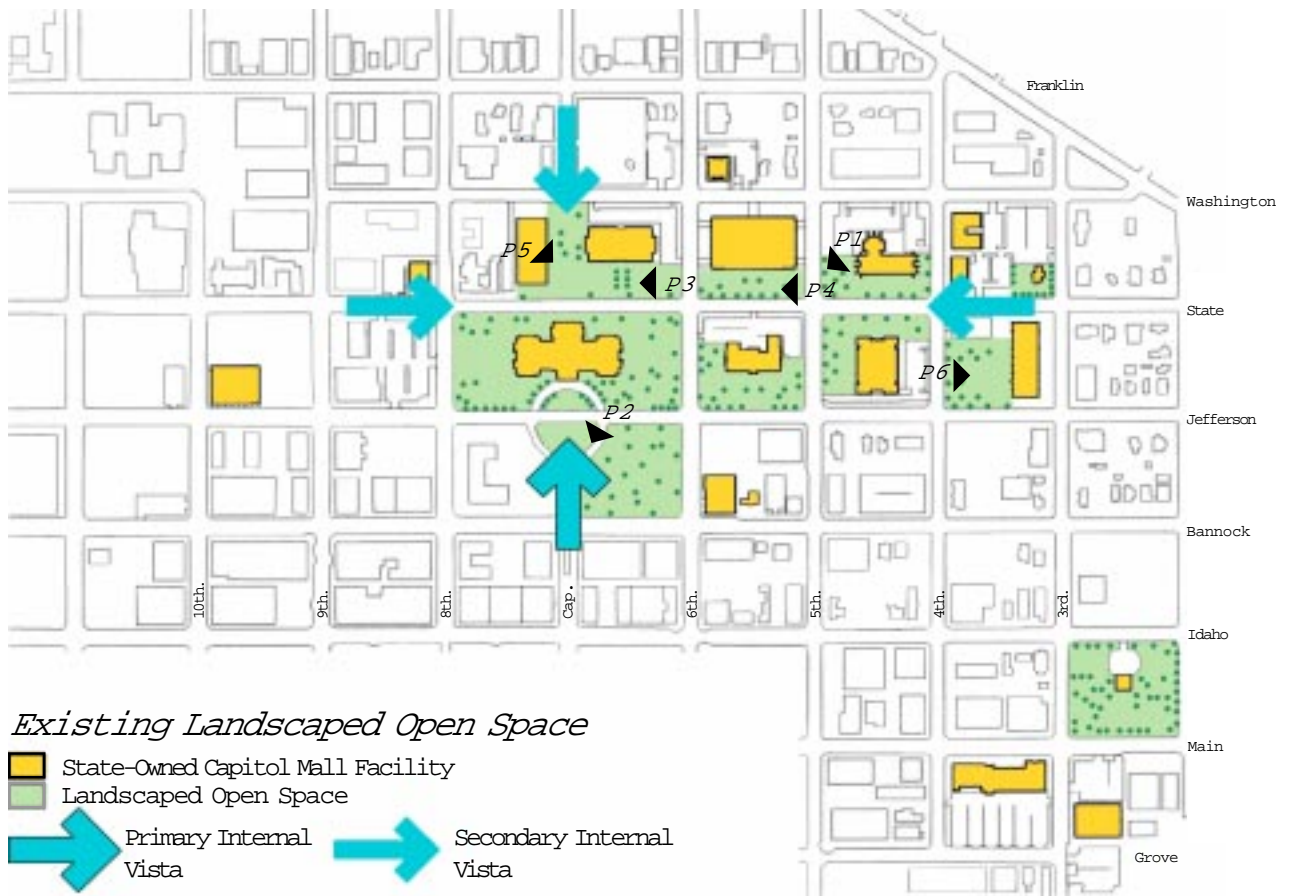 Franklin
Washington
P1
P5
P3
P4
State
P6
P2
Jefferson
Bannock
10th.
9th.
8th.
Cap.
6th.
5th.
4th.
3rd.
Idaho
Existing Landscaped Open Space
State-Owned Capitol Mall Facility
Landscaped Open Space
Primary Internal
Vista
Secondary Internal
Vista
Main
Grove